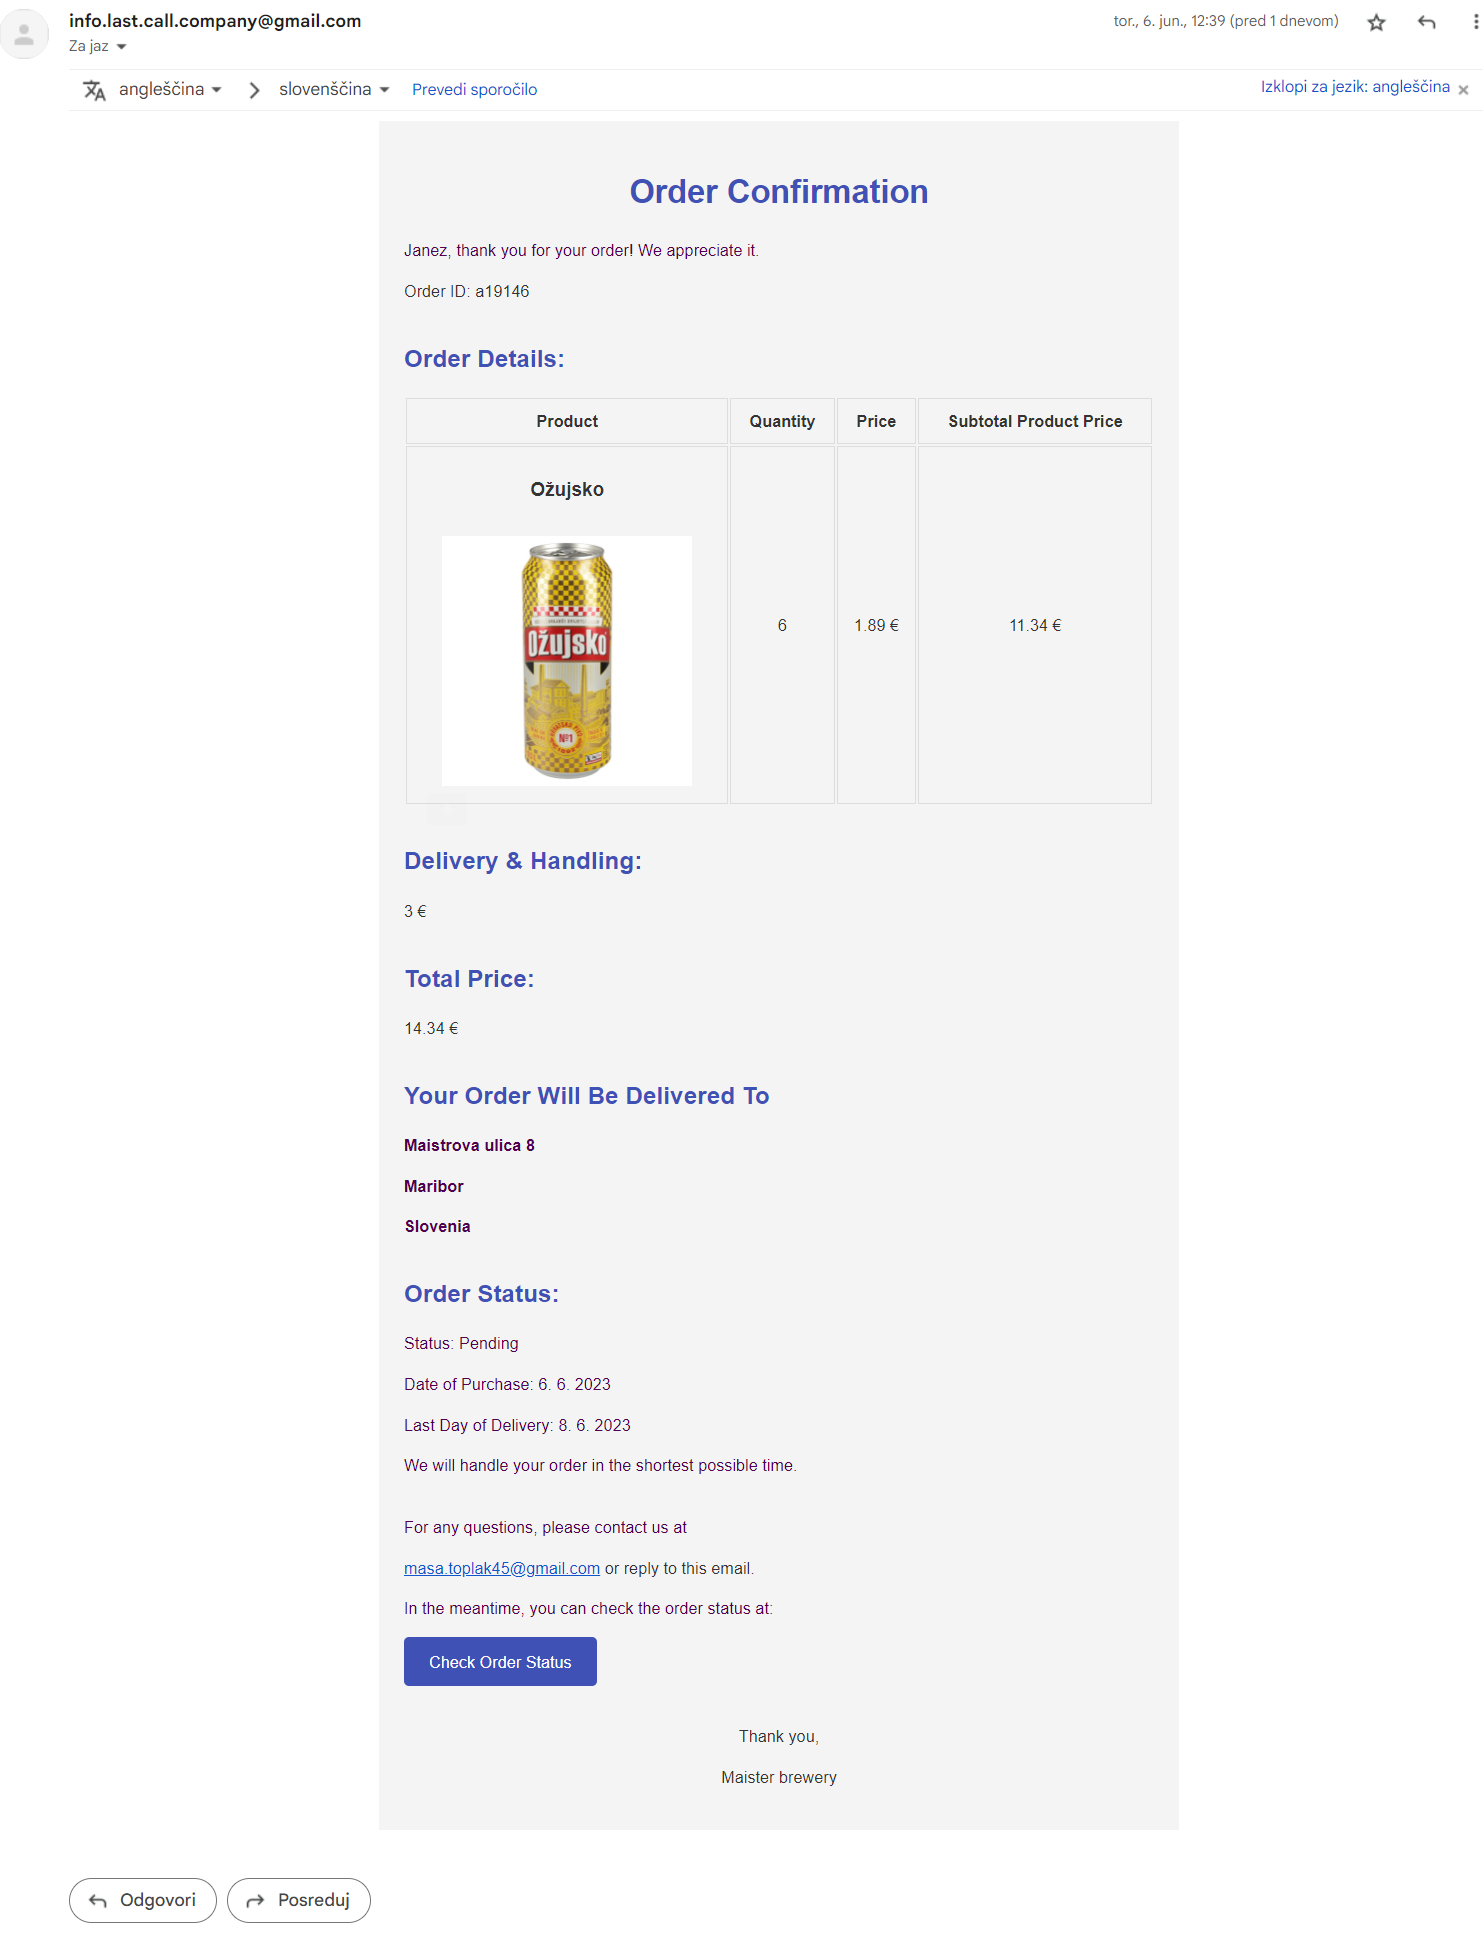 info.last.call.company@gmail.com
tor., 6. jun., 12:39 (pred 1 dnevom)
Za jaz
angleščina
slovenščina
Prevedi sporočilo
Izklopi za jezik: angleščina
Order Confirmation
Janez, thank you for your order! We appreciate it.
Order ID: a19146
Order Details:
Product Quantity Price Subtotal Product Price
Ožujsko
Ožujsko
№1
6 1.89 € 11.34 €
Delivery & Handling:
3 €
Total Price:
14.34 €
Your Order Will Be Delivered To
Maistrova ulica 8
Maribor
Slovenia
Order Status:
Status: Pending
Date of Purchase: 6. 6. 2023
Last Day of Delivery: 8. 6. 2023
We will handle your order in the shortest possible time.
For any questions, please contact us at
masa.toplak45@gmail.com or reply to this email.
In the meantime, you can check the order status at:
Check Order Status
Thank you,
Maister brewery
Odgovori
Posreduj